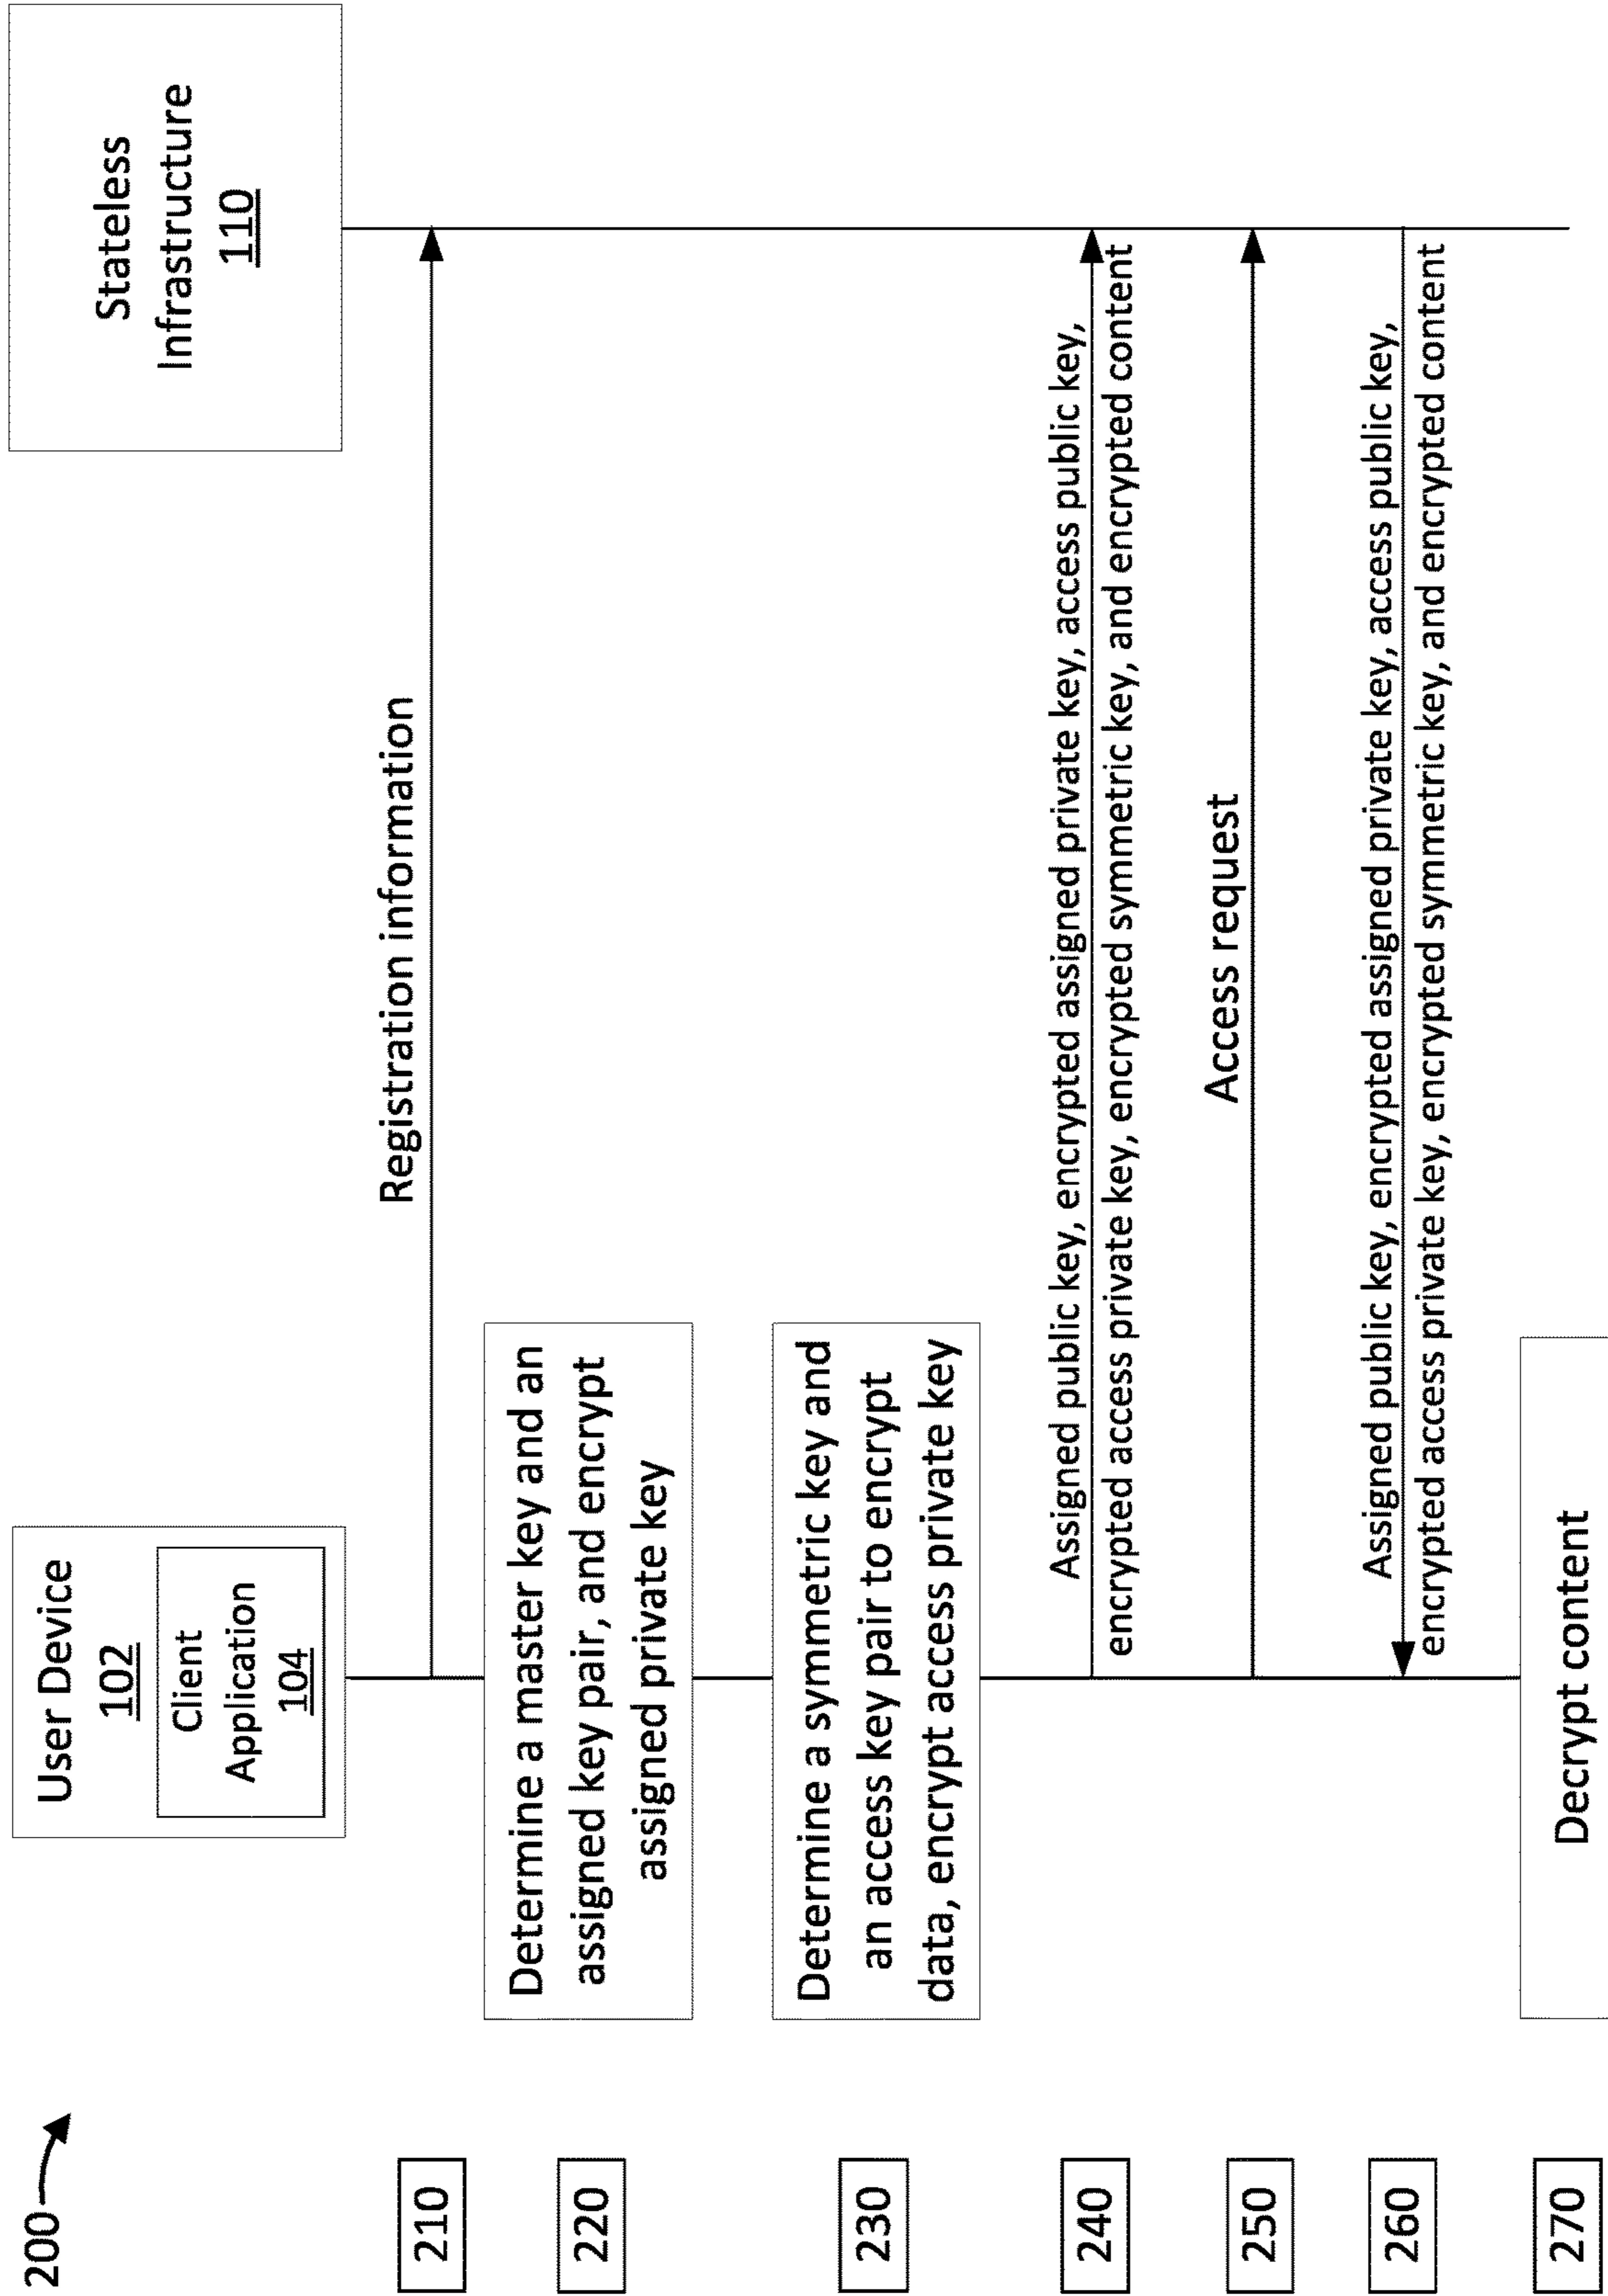 200
User Device
102
Client
Application
104
Stateless
Infrastructure
110
210
Registration information
220
Determine a master key and an
assigned key pair, and encrypt
assigned private key
230
Determine a symmetric key and
an access key pair to encrypt
data, encrypt access private key
240
Assigned public key, encrypted assigned private key, access public key,
encrypted access private key, encrypted symmetric key, and encrypted content
250
Access request
260
Assigned public key, encrypted assigned private key, access public key,
encrypted access private key, encrypted symmetric key, and encrypted content
270
Decrypt content